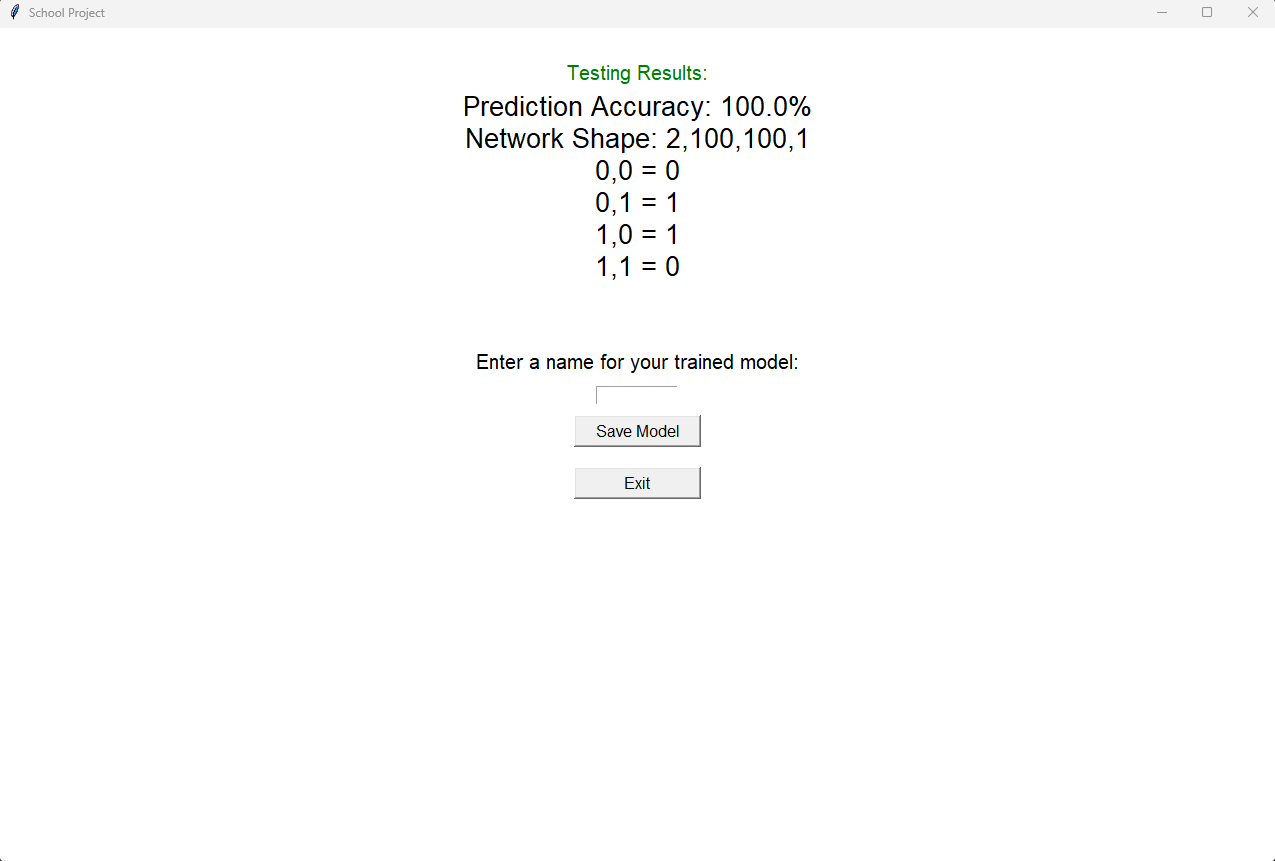 School Project
Testing Results:
Prediction Accuracy: 100.0%
Network Shape: 2,100,100,1
0,0 = 0
0,1 = 1
1,0 = 1
1,1 = 0
Enter a name for your trained model:
Save Model
Exit